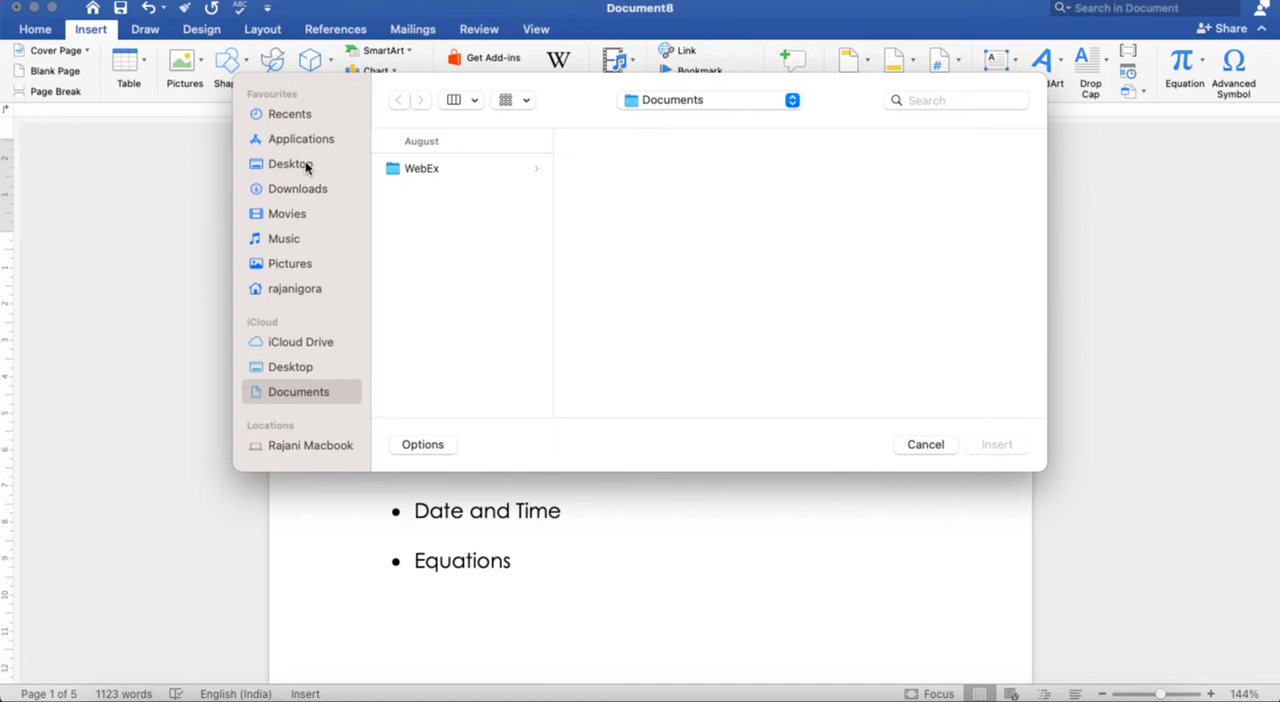 Document8
Search in Document
Home Insert Draw Design Layout References Mailings Review View
Share
Cover Page
Blank Page
Page Break
Table
Pictures
SmartArt
Chart
Get Add-ins
Link
Bookmark
Drop
Cap
Equation
Advanced
Symbol
Favourites
Recents
Applications
Desktop
Downloads
Movies
Music
Pictures
rajanigora
iCloud
iCloud Drive
Desktop
Documents
Locations
Rajani Macbook
Documents
Search
August
WebEx
Options
Cancel
Insert
• Date and Time
• Equations
Page 1 of 5 1123 words English (India) Insert
Focus
144%